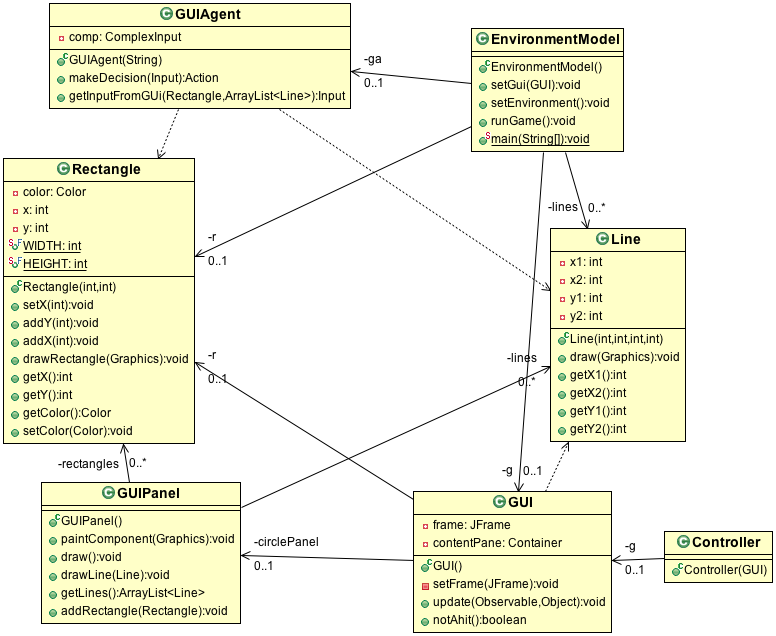 GUIAgent
comp: ComplexInput
GUIAgent(String)
makeDecision(Input):Action
getInputFromGUi(Rectangle,ArrayList<Line>):Input
EnvironmentModel
EnvironmentModel()
setGui(GUI):void
setEnvironment():void
runGame():void
main(String[]):void
-ga
0..1
Rectangle
color: Color
x: int
y: int
WIDTH: int
HEIGHT: int
Rectangle(int,int)
setX(int):void
addY(int):void
addX(int):void
drawRectangle(Graphics):void
getX():int
getY():int
getColor():Color
setColor(Color):void
-r
0..1
-lines
0..*
Line
x1: int
x2: int
y1: int
y2: int
Line(int,int,int,int)
draw(Graphics):void
getX1():int
getX2():int
getY1():int
getY2():int
-r
0..1
-lines
0..*
-rectangles
0..*
-g
0..1
GUIPanel
GUIPanel()
paintComponent(Graphics):void
draw():void
drawLine(Line):void
getLines():ArrayList<Line>
addRectangle(Rectangle):void
-circlePanel
0..1
GUI
frame: JFrame
contentPane: Container
GUI()
setFrame(JFrame):void
update(Observable,Object):void
notAhit():boolean
-g
0..1
Controller
Controller(GUI)